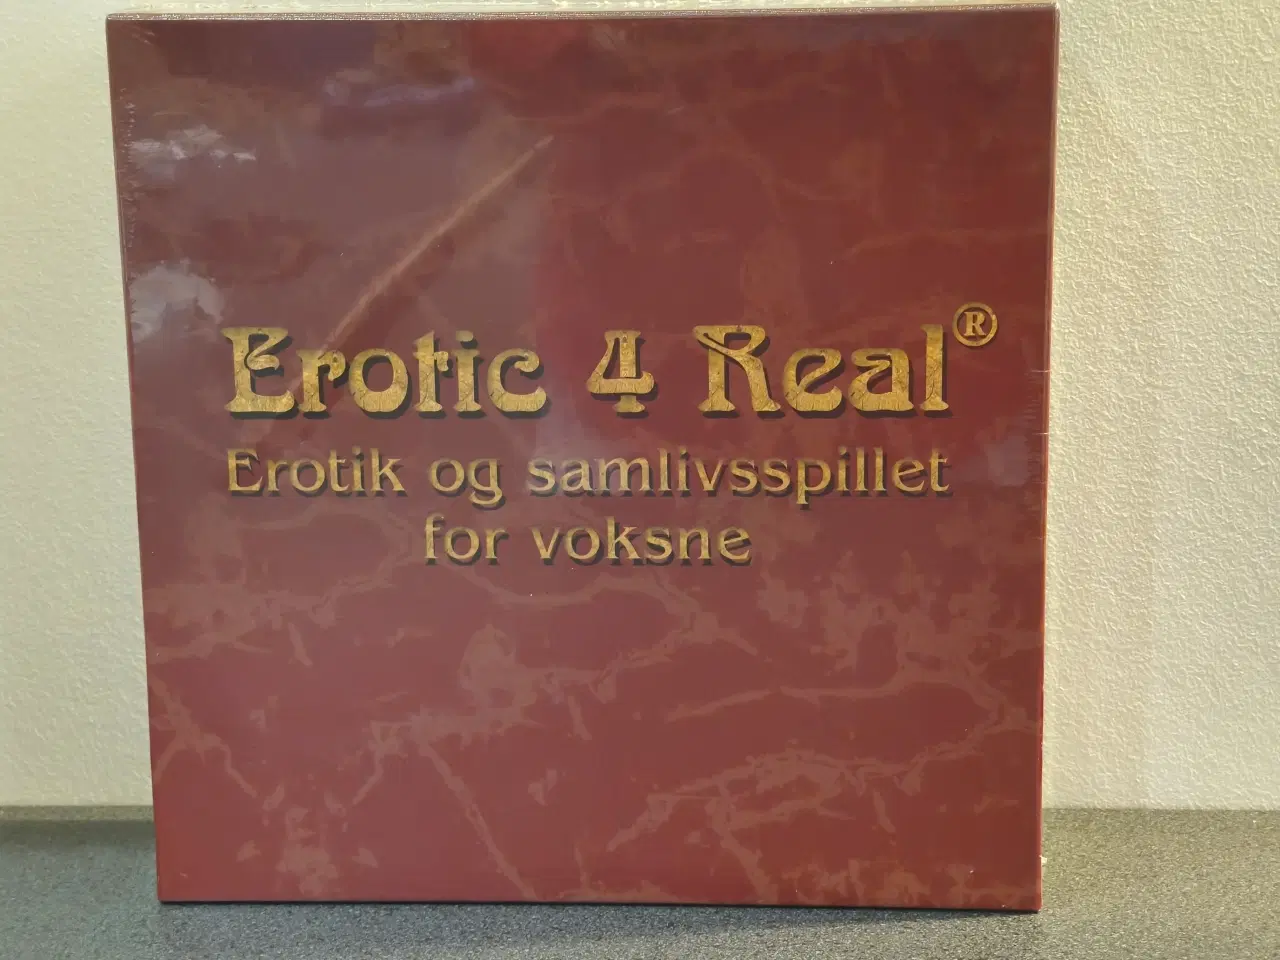 Erotic 4 Real®
Erotik og samlivsspillet
for voksne